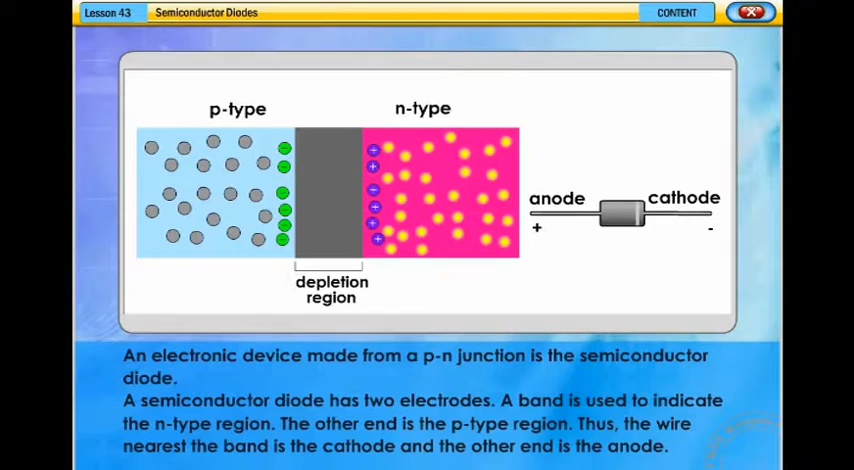 Lesson 43
Semiconductor Diodes
CONTENT
p-type
n-type
anode
cathode
+
-
depletion
region
An electronic device made from a p-n junction is the semiconductor
diode.
A semiconductor diode has two electrodes. A band is used to indicate
the n-type region. The other end is the p-type region. Thus, the wire
nearest the band is the cathode and the other end is the anode.